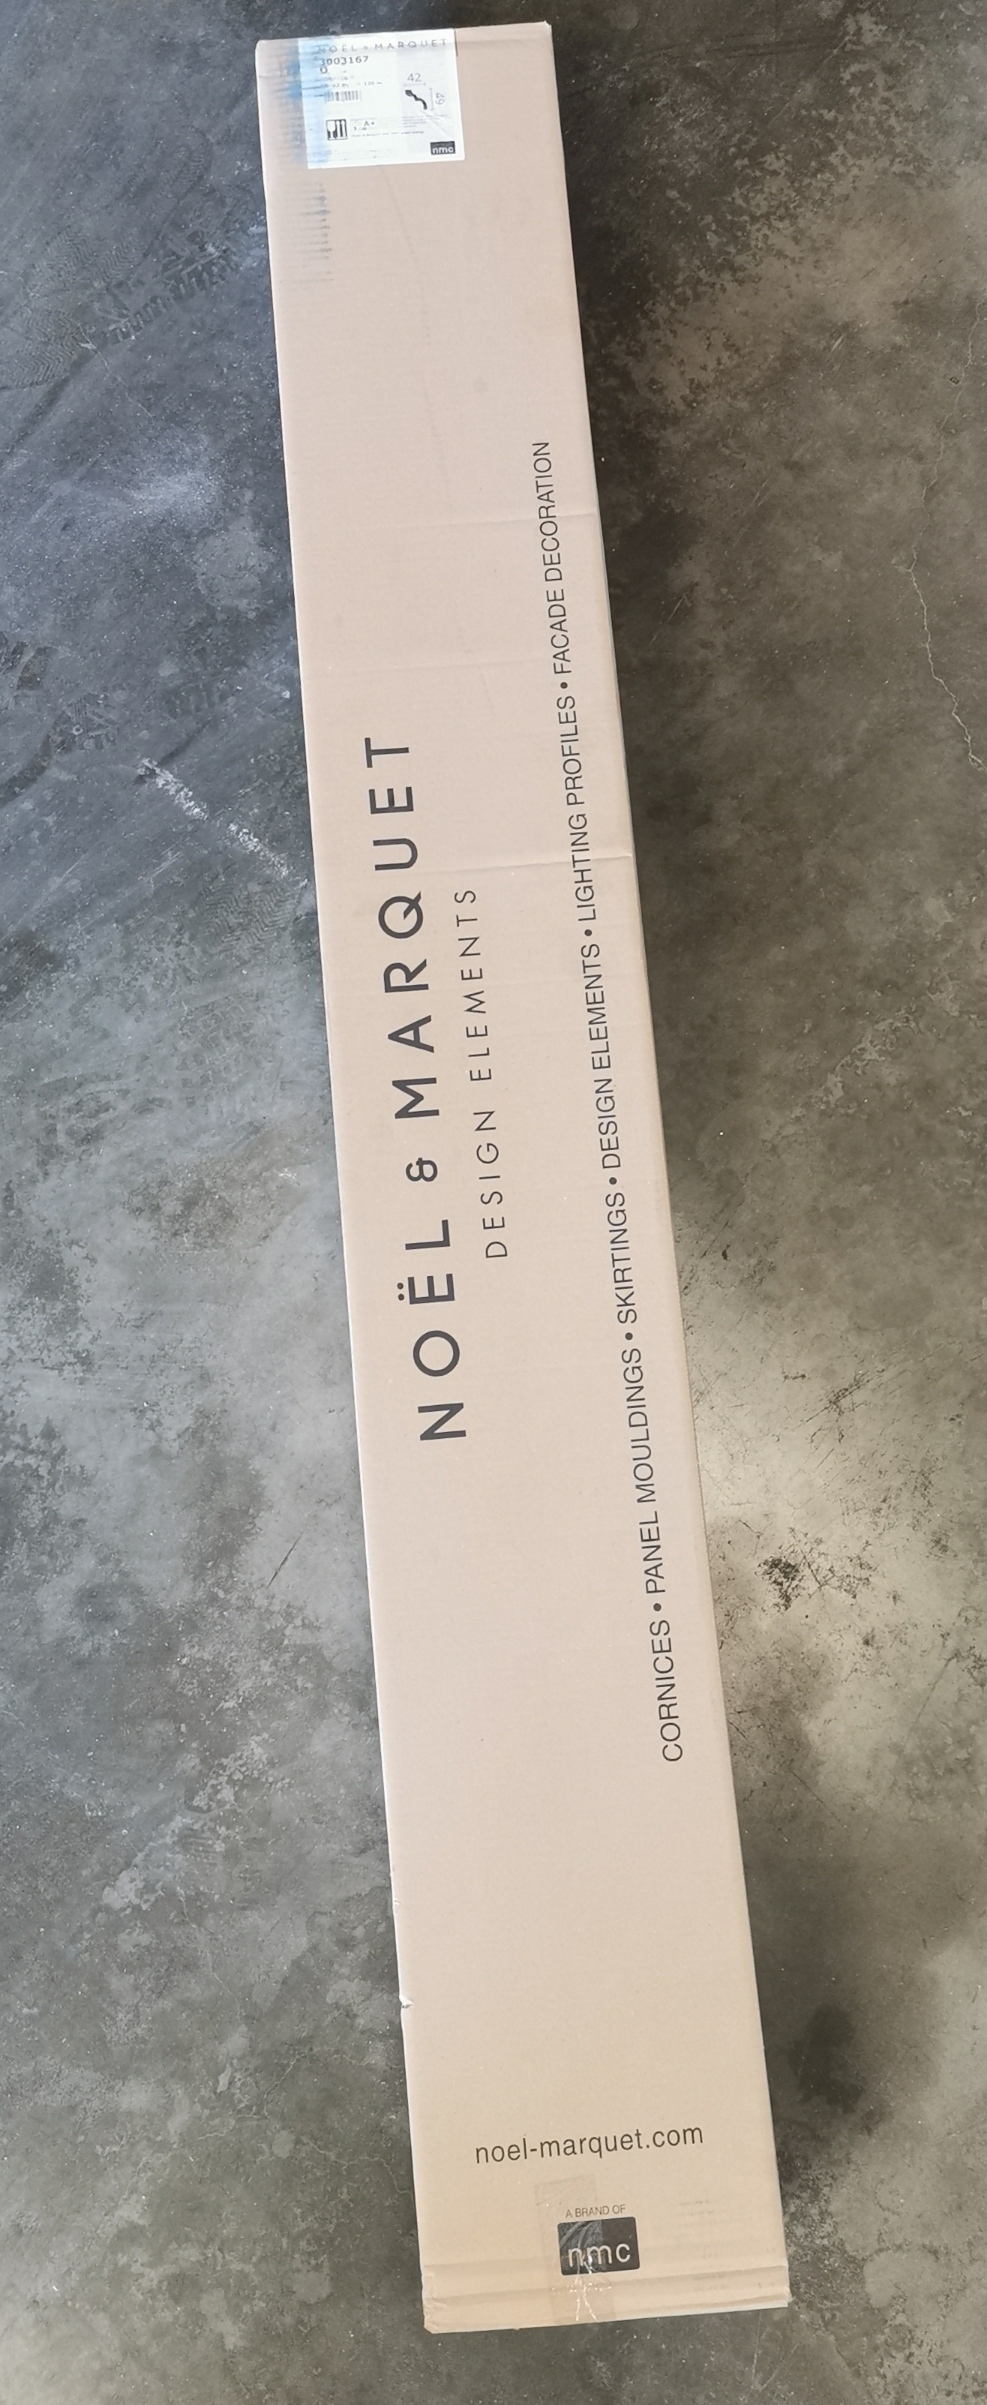 NOËL & MARQUET
3003167
42
49
A+
nmc
NOËL & MARQUET
DESIGN ELEMENTS
CORNICES • PANEL MOULDINGS • SKIRTINGS • DESIGN ELEMENTS • LIGHTING PROFILES • FACADE DECORATION
noel-marquet.com
A BRAND OF
nmc